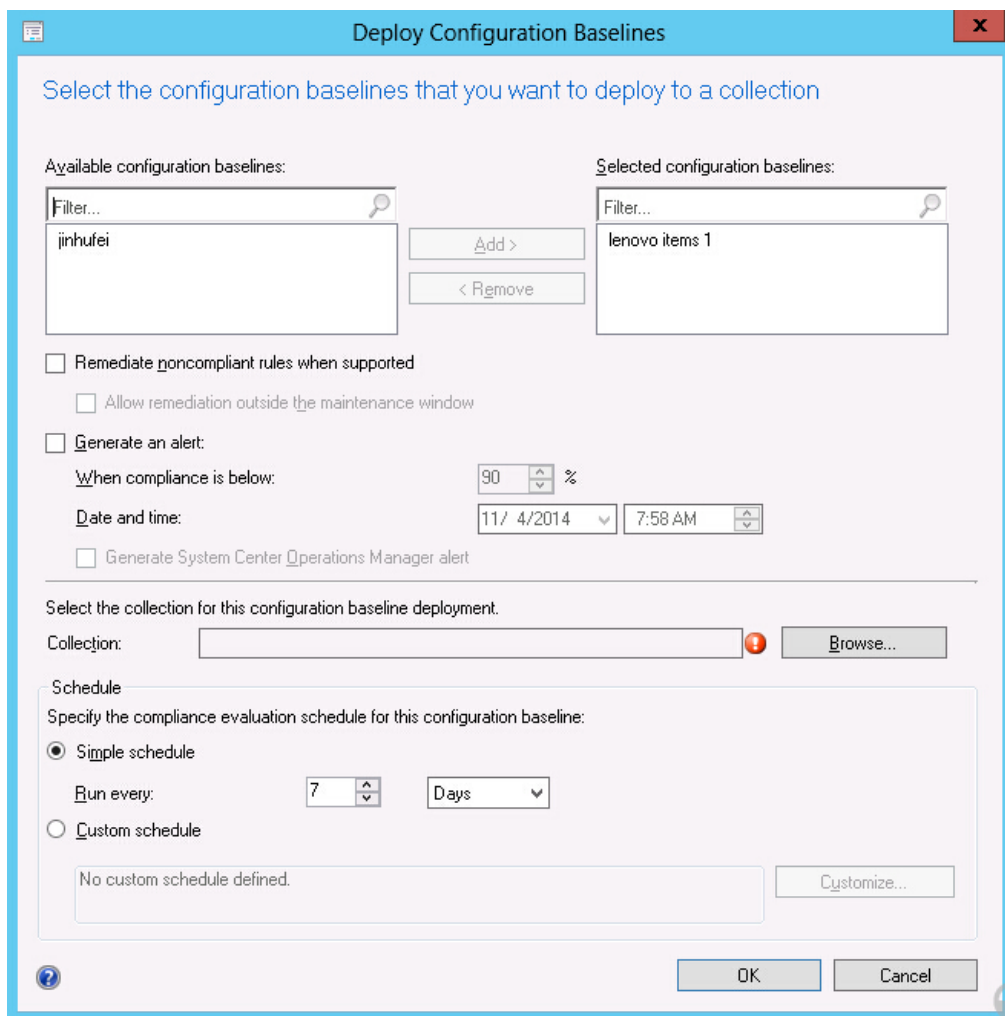 Deploy Configuration Baselines
x
Select the configuration baselines that you want to deploy to a collection
Available configuration baselines:
Selected configuration baselines:
Filter...
Filter...
jinhufei
Add >
lenovo items 1
< Remove
Remediate noncompliant rules when supported
Allow remediation outside the maintenance window
Generate an alert:
When compliance is below:
90
%
Date and time:
11/ 4/2014
7:58 AM
Generate System Center Operations Manager alert
Select the collection for this configuration baseline deployment.
Collection:
Browse...
Schedule
Specify the compliance evaluation schedule for this configuration baseline:
Simple schedule
Run every:
7
Days
Custom schedule
No custom schedule defined.
Customize...
OK
Cancel